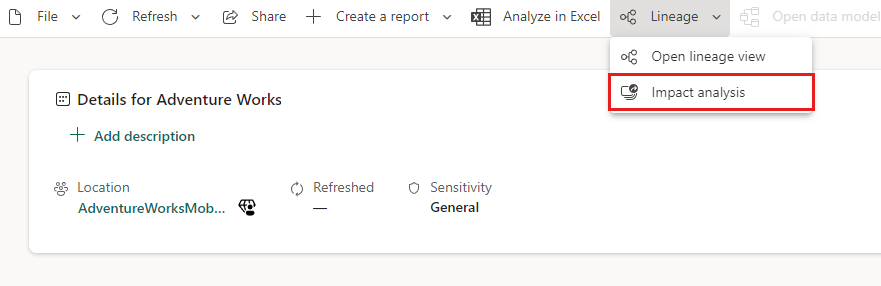 File Refresh Share Create a report Analyze in Excel Lineage Open data model
Open lineage view
Impact analysis
Details for Adventure Works
Add description
Location Refreshed Sensitivity
AdventureWorksMob... — General